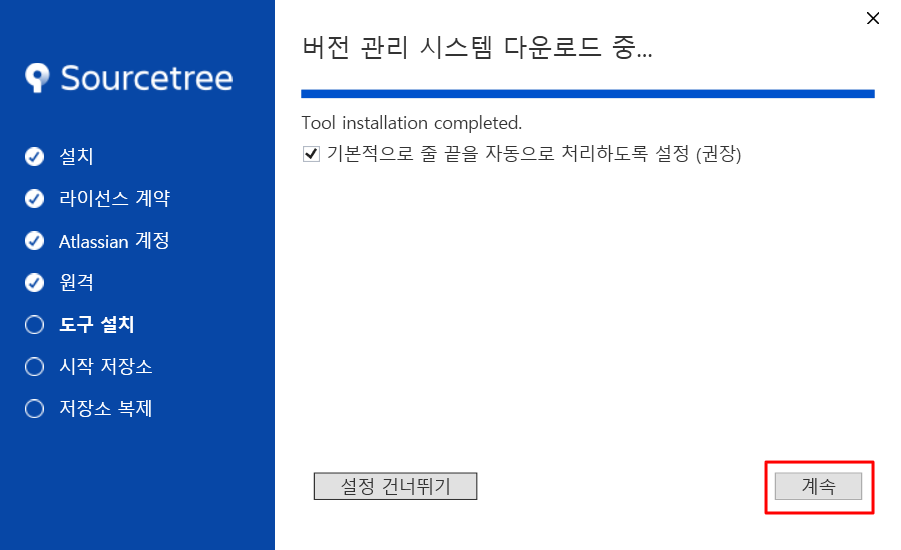 Sourcetree
설치
라이선스 계약
Atlassian 계정
원격
도구 설치
시작 저장소
저장소 복제
버전 관리 시스템 다운로드 중...
Tool installation completed.
기본적으로 줄 끝을 자동으로 처리하도록 설정 (권장)
설정 건너뛰기
계속